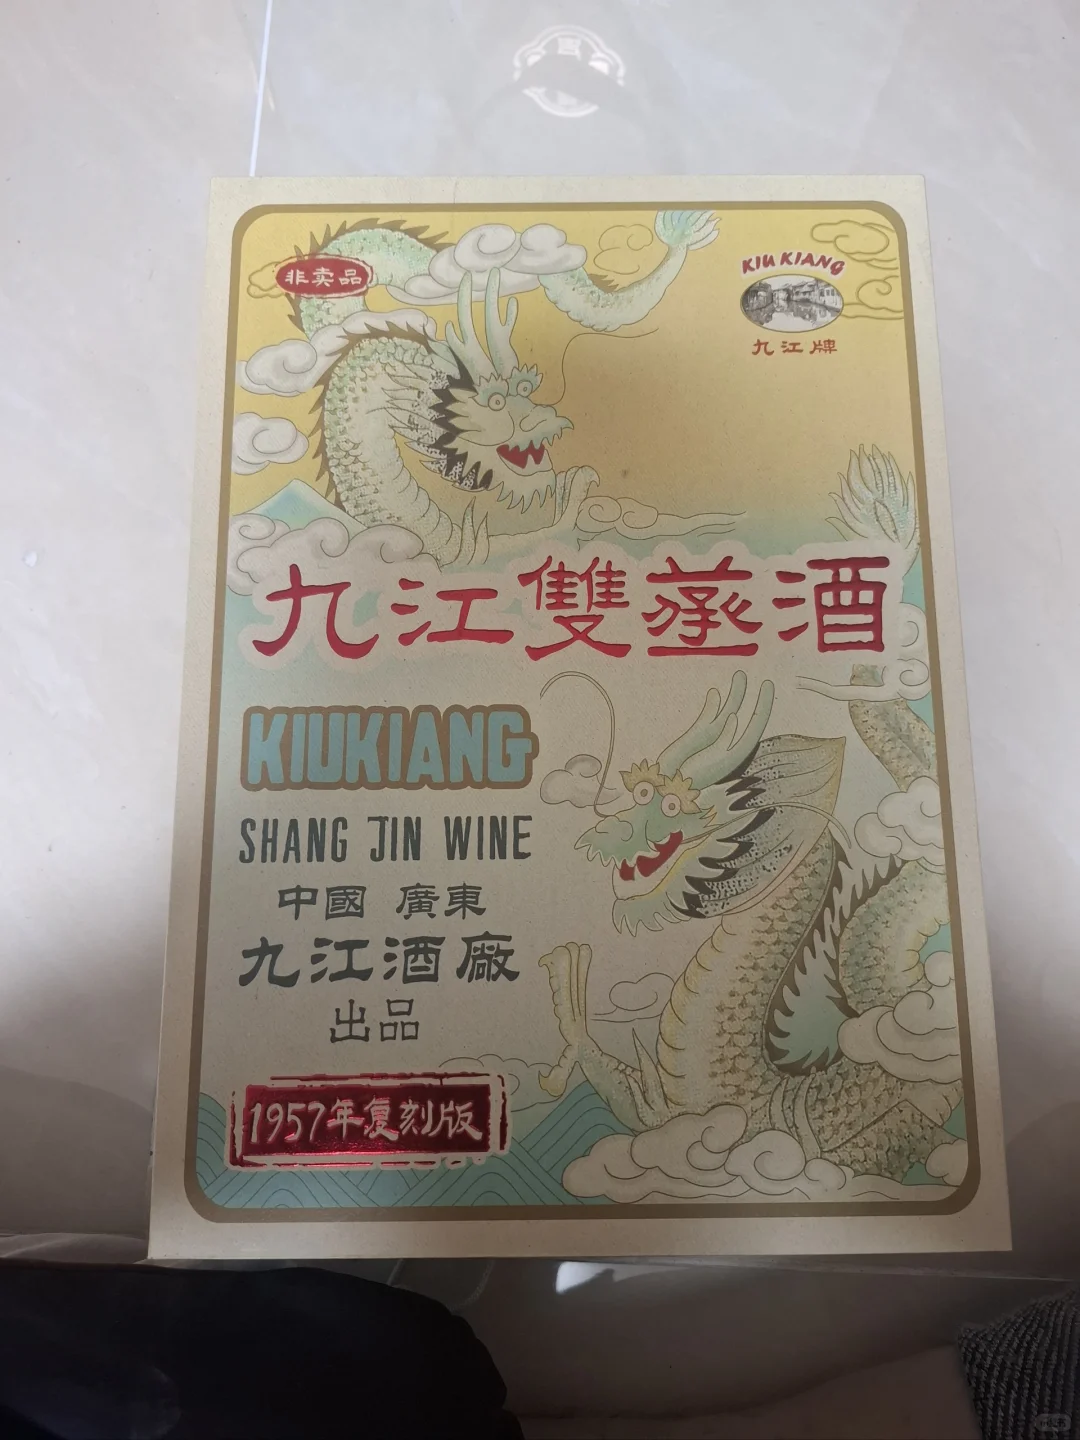 非卖品
KIU KIANG
九江牌
九江雙蒸酒
KIUKIANG
SHANG JIN WINE
中國 廣東
九江酒廠
出品
1957年复刻版